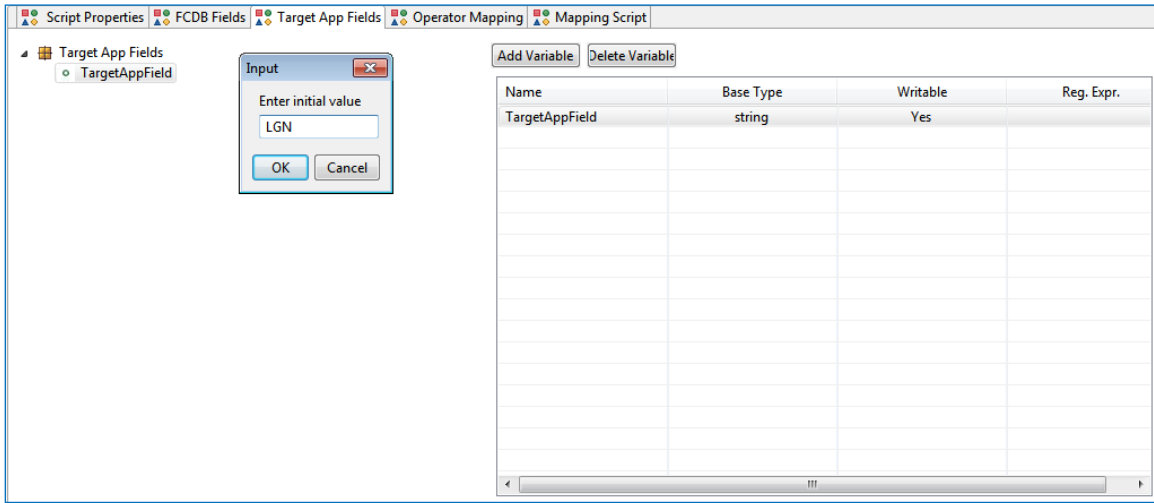 Script Properties FCDB Fields Target App Fields Operator Mapping Mapping Script
Target App Fields
TargetAppField
Input
Enter initial value
LGN
OK Cancel
Add Variable Delete Variable
Name Base Type Writable Reg. Expr.
TargetAppField string Yes